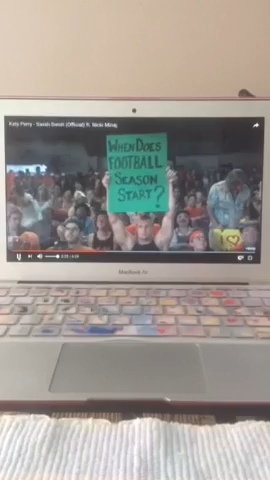 Katy Perry - Swish Swish (Official) ft. Nicki Minaj
WHEN DOES
FOOTBALL
SEASON
START?
MacBook Air